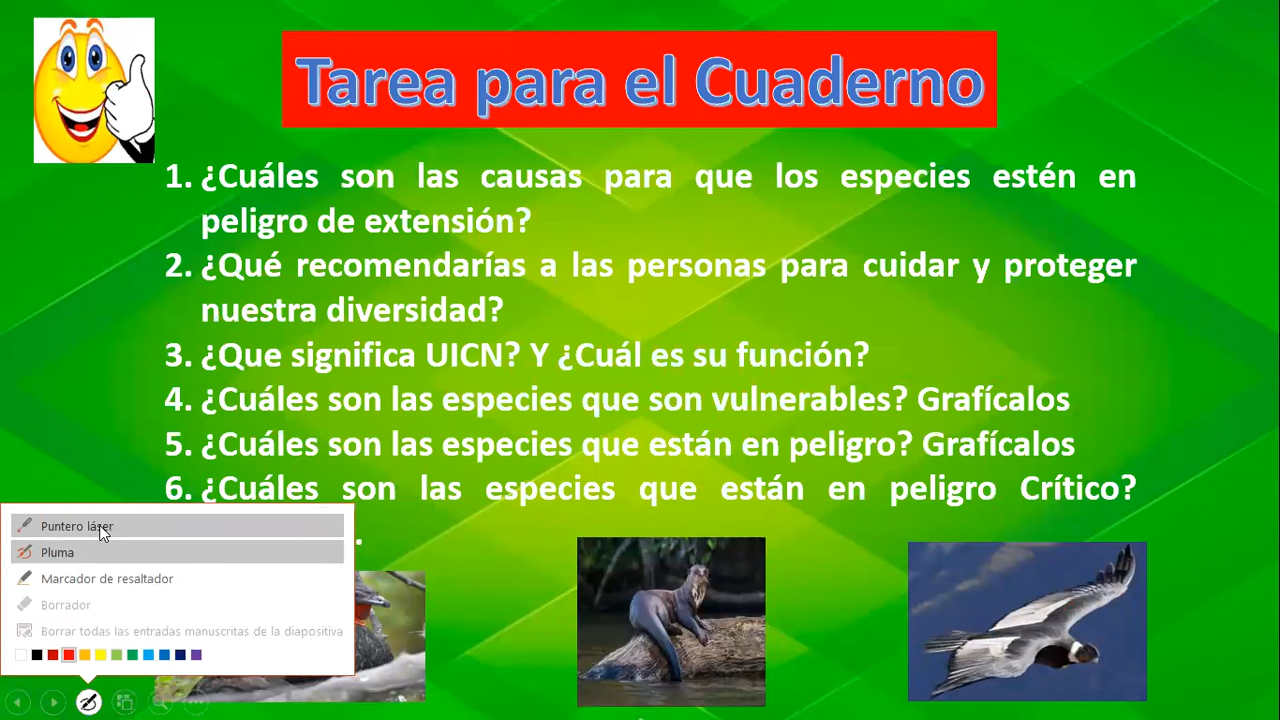 Tarea para el Cuaderno
1. ¿Cuáles son las causas para que los especies estén en
peligro de extensión?
2. ¿Qué recomendarías a las personas para cuidar y proteger
nuestra diversidad?
3. ¿Que significa UICN? Y ¿Cuál es su función?
4. ¿Cuáles son las especies que son vulnerables? Grafícalos
5. ¿Cuáles son las especies que están en peligro? Grafícalos
6. ¿Cuáles son las especies que están en peligro Crítico?
Puntero láser
Pluma
Marcador de resaltador
Borrador
Borrar todas las entradas manuscritas de la diapositiva